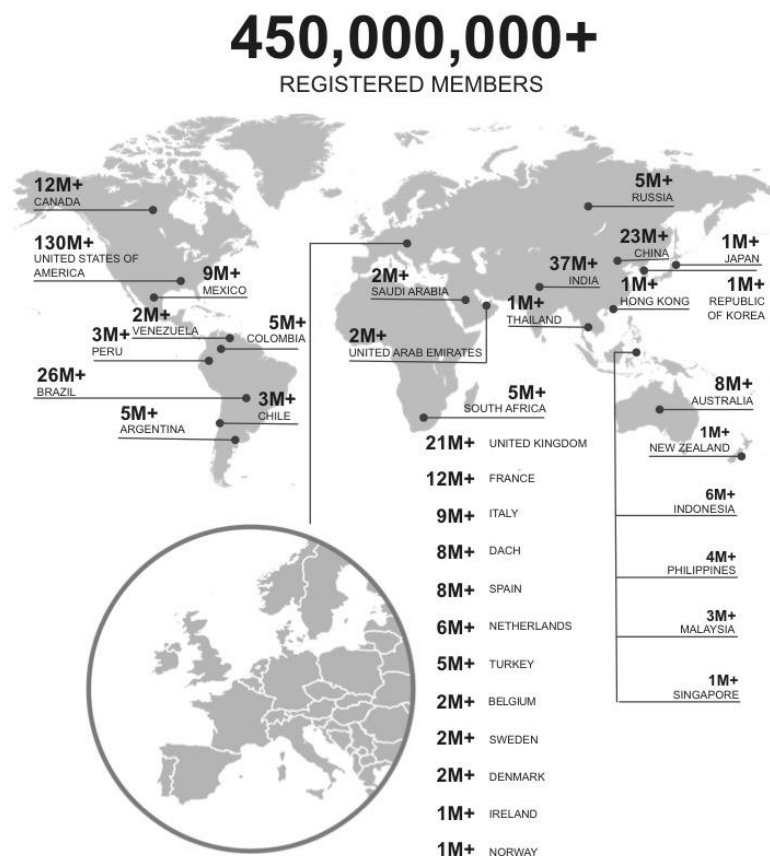 450,000,000+
REGISTERED MEMBERS
12M+
CANADA
130M+
UNITED STATES OF
AMERICA
9M+
MEXICO
2M+
VENEZUELA
5M+
COLOMBIA
3M+
PERU
26M+
BRAZIL
3M+
CHILE
5M+
ARGENTINA
5M+
RUSSIA
23M+
CHINA
1M+
JAPAN
37M+
INDIA
2M+
SAUDI ARABIA
1M+
HONG KONG
1M+
REPUBLIC
OF KOREA
1M+
THAILAND
2M+
UNITED ARAB EMIRATES
5M+
SOUTH AFRICA
8M+
AUSTRALIA
1M+
NEW ZEALAND
21M+ UNITED KINGDOM
12M+ FRANCE
9M+ ITALY
8M+ DACH
8M+ SPAIN
6M+ NETHERLANDS
5M+ TURKEY
2M+ BELGIUM
2M+ SWEDEN
2M+ DENMARK
1M+ IRELAND
1M+ NORWAY
6M+
INDONESIA
4M+
PHILIPPINES
3M+
MALAYSIA
1M+
SINGAPORE